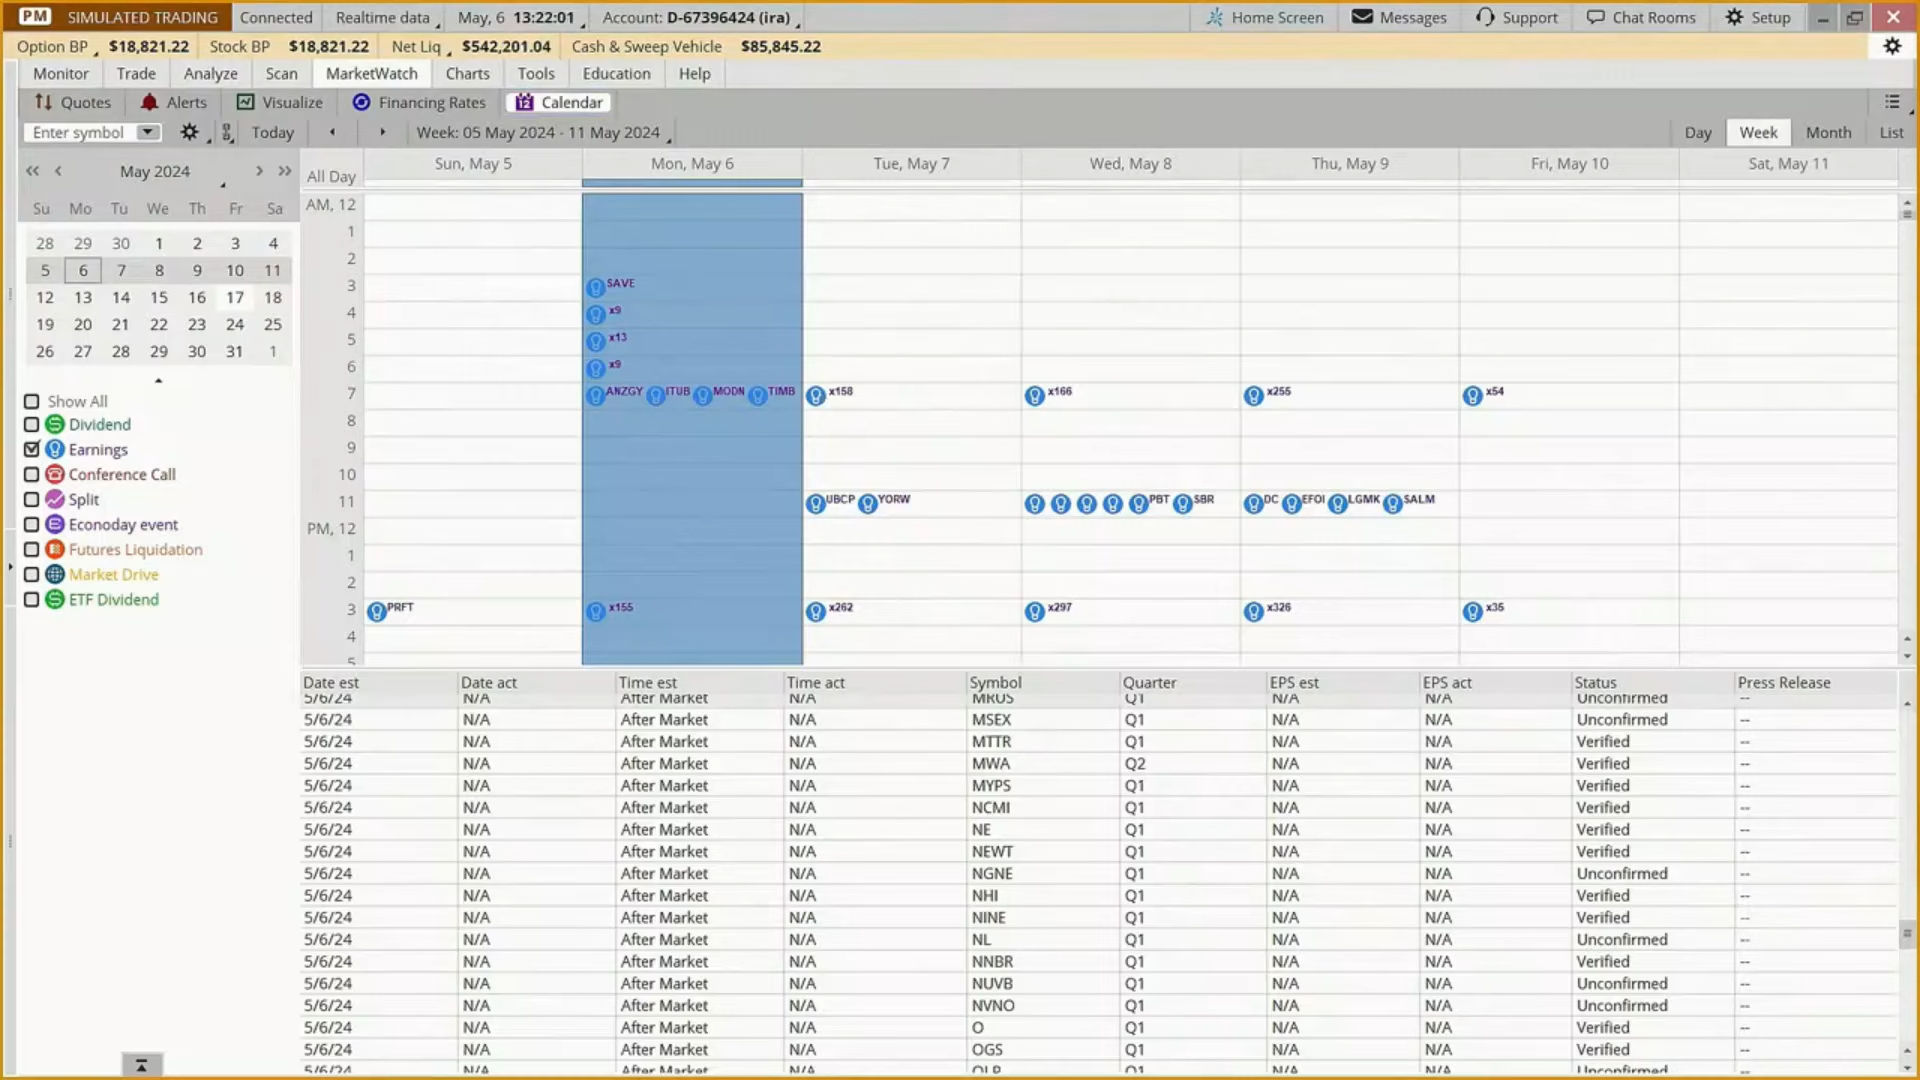 PM SIMULATED TRADING Connected Realtime data May, 6 13:22:01 Account: D-67396424 (ira) Home Screen Messages Support Chat Rooms Setup
Option BP $18,821.22 Stock BP $18,821.22 Net Liq $542,201.04 Cash & Sweep Vehicle $85,845.22
Monitor Trade Analyze Scan MarketWatch Charts Tools Education Help
Quotes Alerts Visualize Financing Rates 12 Calendar
Enter symbol Today Week: 05 May 2024 - 11 May 2024 Day Week Month List
May 2024
Su Mo Tu We Th Fr Sa
28 29 30 1 2 3 4
5 6 7 8 9 10 11
12 13 14 15 16 17 18
19 20 21 22 23 24 25
26 27 28 29 30 31 1
Show All
Dividend
Earnings
Conference Call
Split
Econoday event
Futures Liquidation
Market Drive
ETF Dividend
All Day Sun, May 5 Mon, May 6 Tue, May 7 Wed, May 8 Thu, May 9 Fri, May 10 Sat, May 11
AM, 12
1
2
3 SAVE
4 x9
5 x13
6 x9
7 ANZGY ITUB MODN TIMB x158 x166 x255 x54
8
9
10
11 UBCP YORW PBT SBR DC EFOI LGMK SALM
PM, 12
1
2
3 PRFT x155 x262 x297 x326 x35
4
5
Date est Date act Time est Time act Symbol Quarter EPS est EPS act Status Press Release
5/6/24 N/A After Market N/A MRUS Q1 N/A N/A Unconfirmed --
5/6/24 N/A After Market N/A MSEX Q1 N/A N/A Unconfirmed --
5/6/24 N/A After Market N/A MTTR Q1 N/A N/A Verified --
5/6/24 N/A After Market N/A MWA Q2 N/A N/A Verified --
5/6/24 N/A After Market N/A MYPS Q1 N/A N/A Verified --
5/6/24 N/A After Market N/A NCMI Q1 N/A N/A Verified --
5/6/24 N/A After Market N/A NE Q1 N/A N/A Verified --
5/6/24 N/A After Market N/A NEWT Q1 N/A N/A Verified --
5/6/24 N/A After Market N/A NGNE Q1 N/A N/A Unconfirmed --
5/6/24 N/A After Market N/A NHI Q1 N/A N/A Verified --
5/6/24 N/A After Market N/A NINE Q1 N/A N/A Verified --
5/6/24 N/A After Market N/A NL Q1 N/A N/A Unconfirmed --
5/6/24 N/A After Market N/A NNBR Q1 N/A N/A Verified --
5/6/24 N/A After Market N/A NUVB Q1 N/A N/A Unconfirmed --
5/6/24 N/A After Market N/A NVNO Q1 N/A N/A Unconfirmed --
5/6/24 N/A After Market N/A O Q1 N/A N/A Verified --
5/6/24 N/A After Market N/A OGS Q1 N/A N/A Verified --
5/6/24 N/A After Market N/A Q1 N/A N/A Unconfirmed --